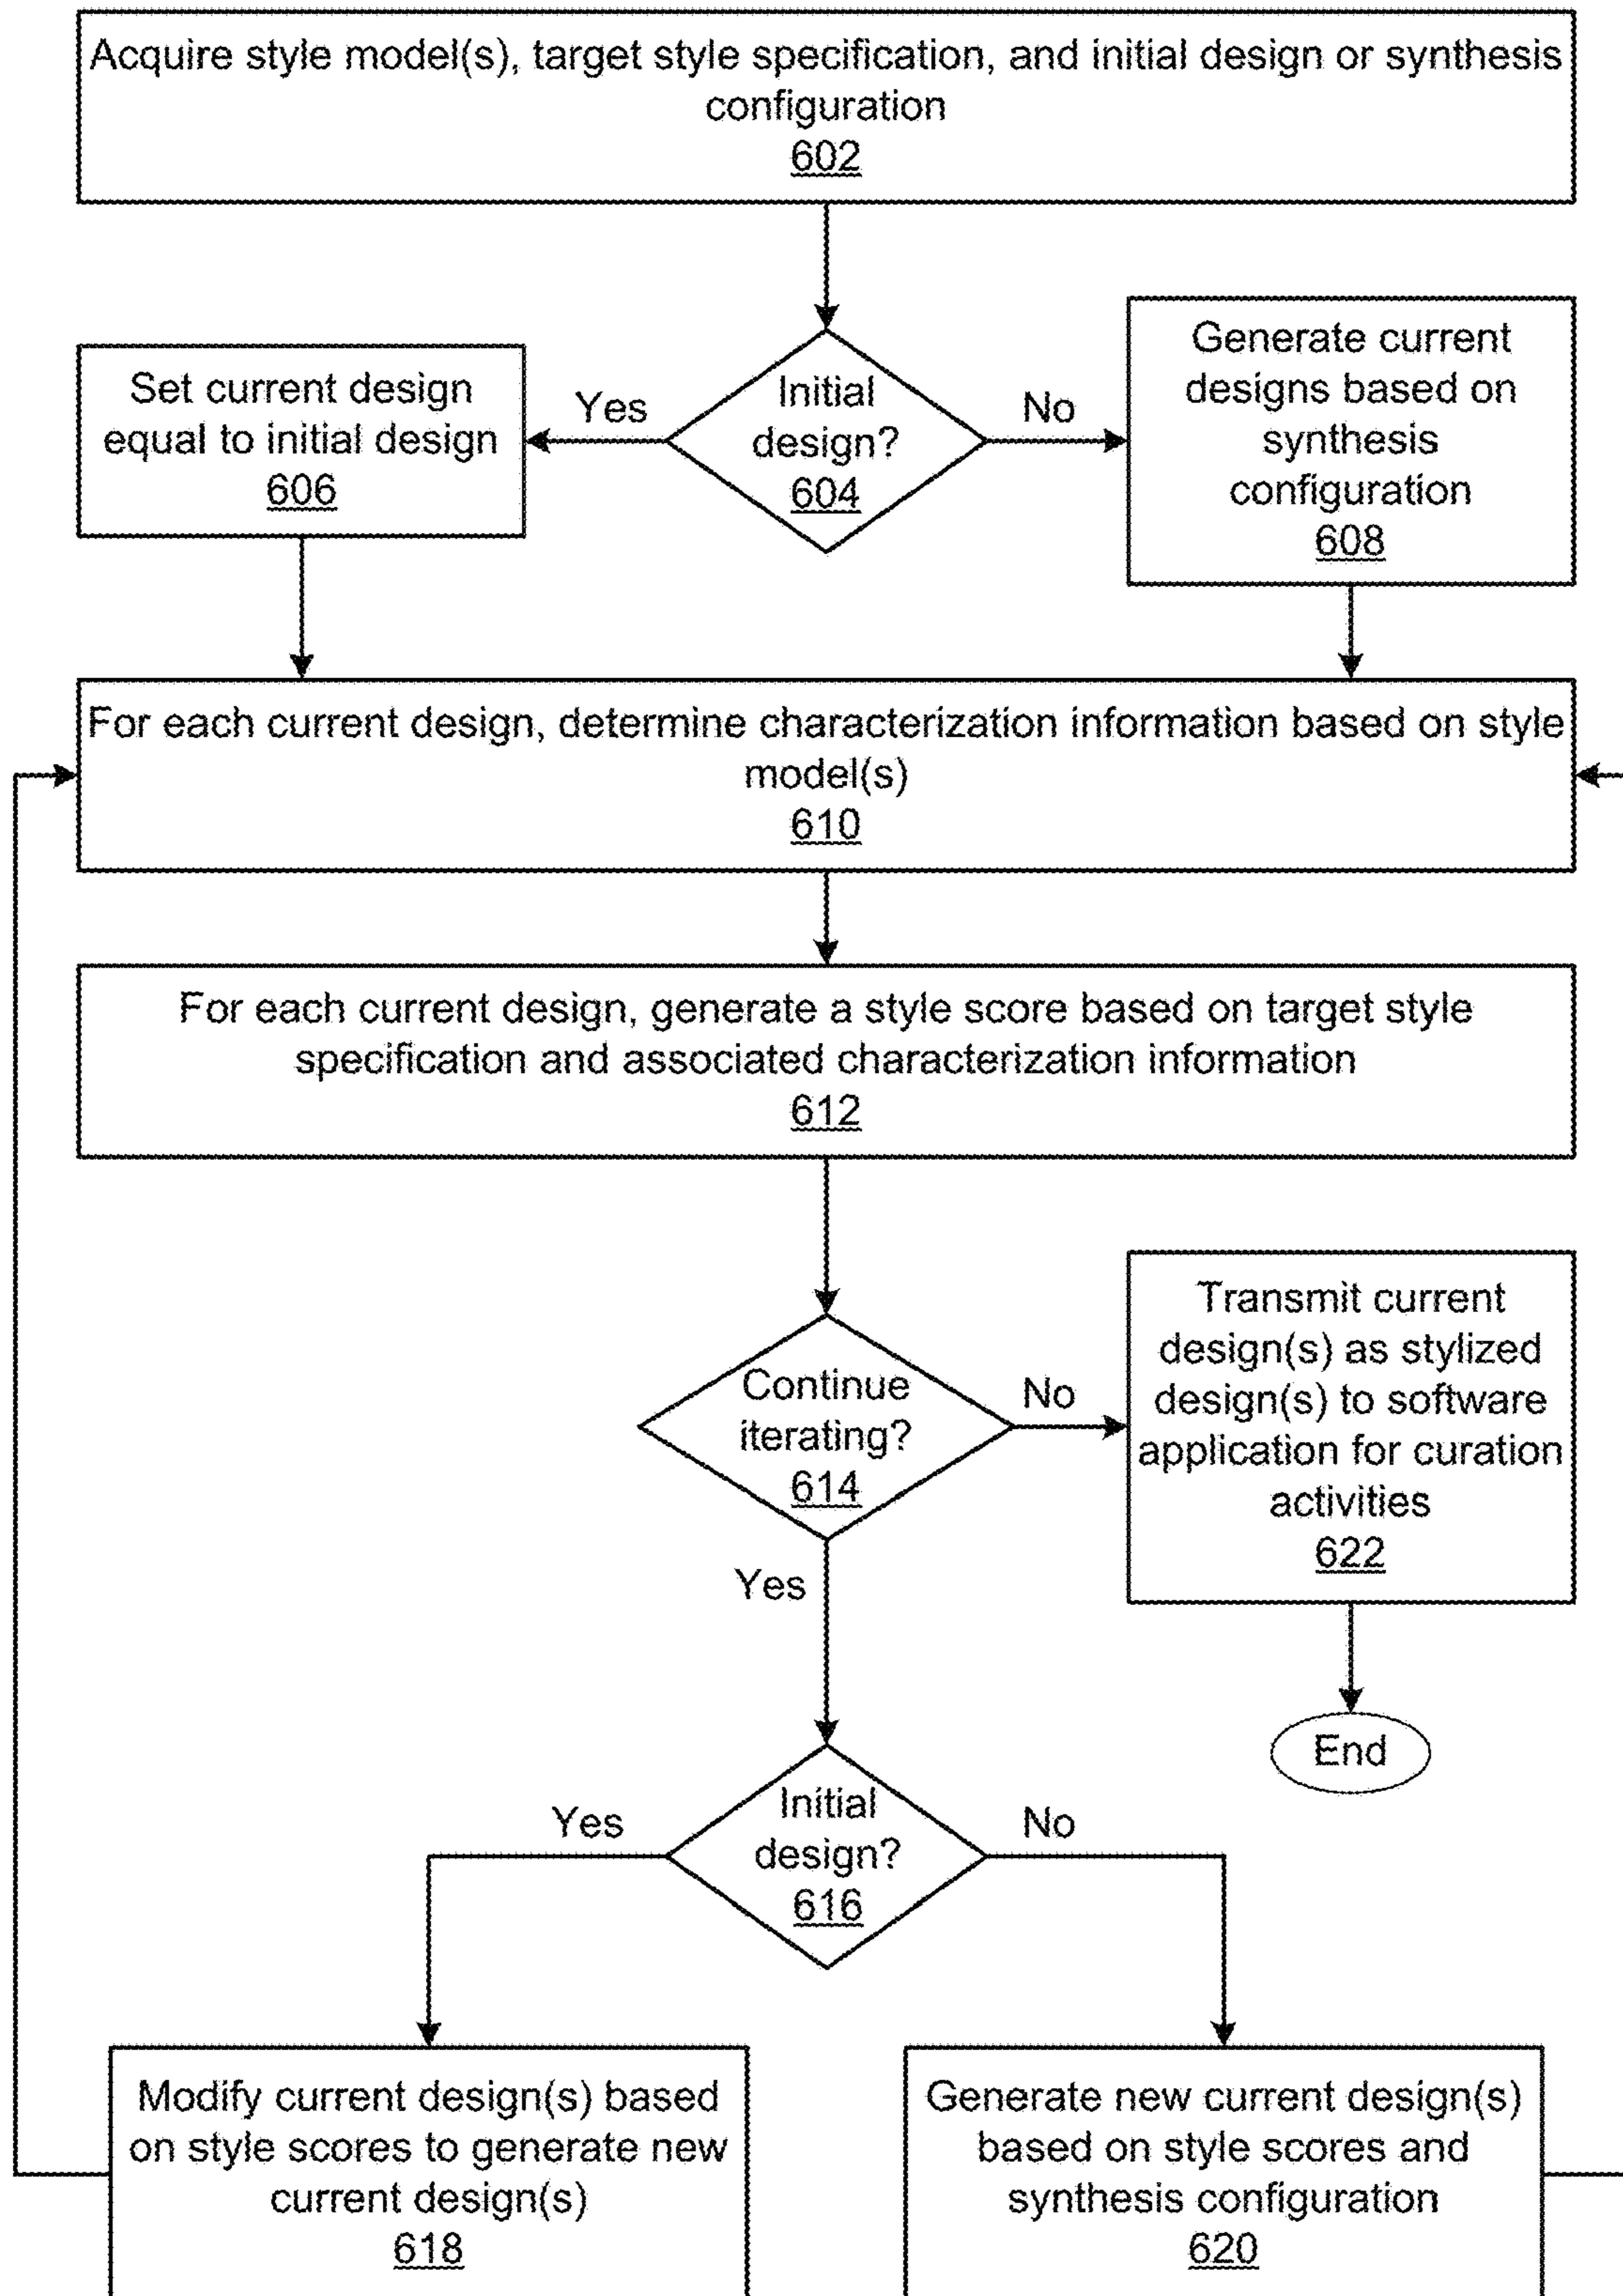 Acquire style model(s), target style specification, and initial design or synthesis
configuration
602
Initial
design?
604
Yes
No
Set current design
equal to initial design
606
Generate current
designs based on
synthesis
configuration
608
For each current design, determine characterization information based on style
model(s)
610
For each current design, generate a style score based on target style
specification and associated characterization information
612
Continue
iterating?
614
No
Yes
Transmit current
design(s) as stylized
design(s) to software
application for curation
activities
622
End
Initial
design?
616
Yes
No
Modify current design(s) based
on style scores to generate new
current design(s)
618
Generate new current design(s)
based on style scores and
synthesis configuration
620